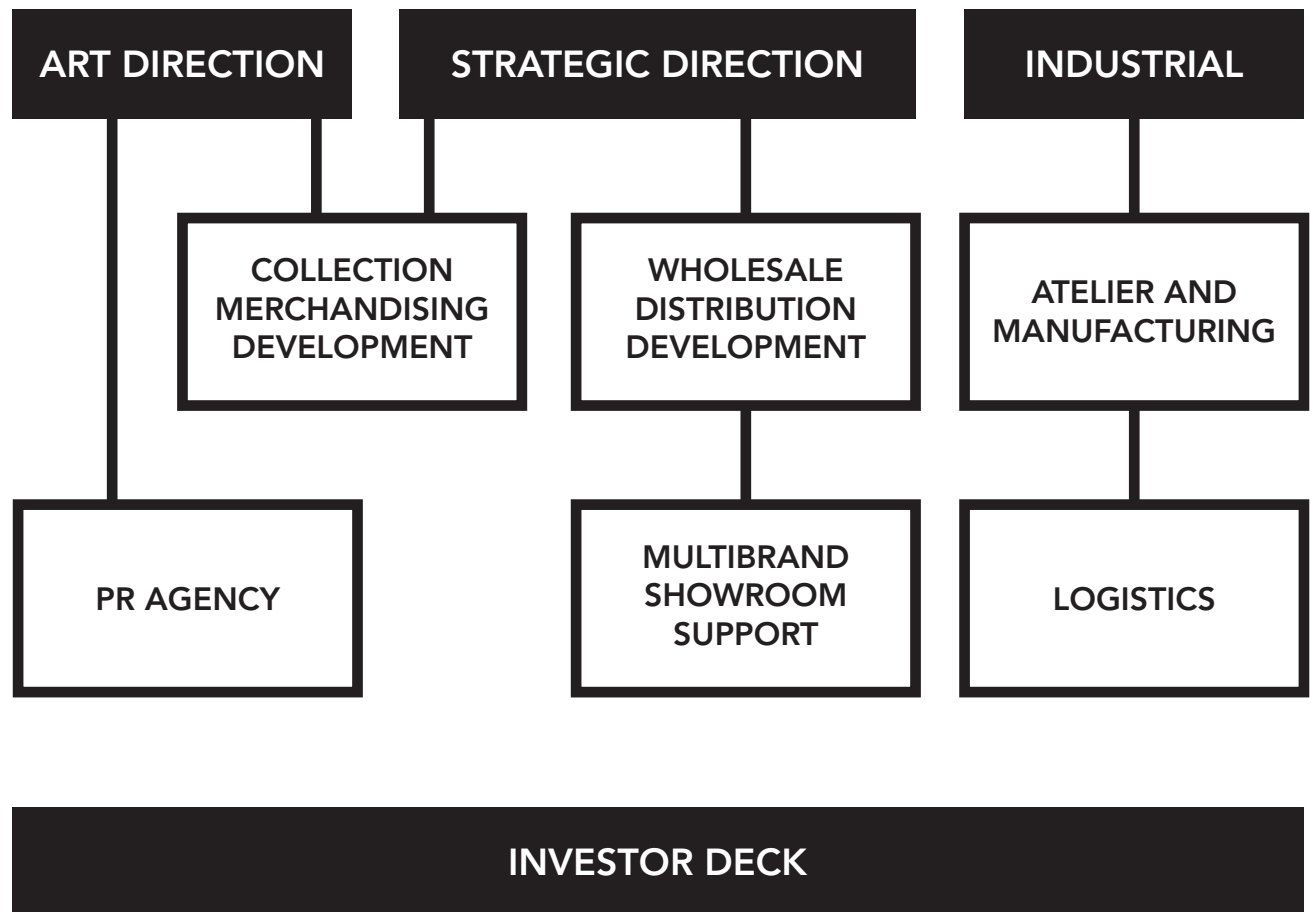 ART DIRECTION
STRATEGIC DIRECTION
INDUSTRIAL
COLLECTION
MERCHANDISING
DEVELOPMENT
WHOLESALE
DISTRIBUTION
DEVELOPMENT
ATELIER AND
MANUFACTURING
PR AGENCY
MULTIBRAND
SHOWROOM
SUPPORT
LOGISTICS
INVESTOR DECK